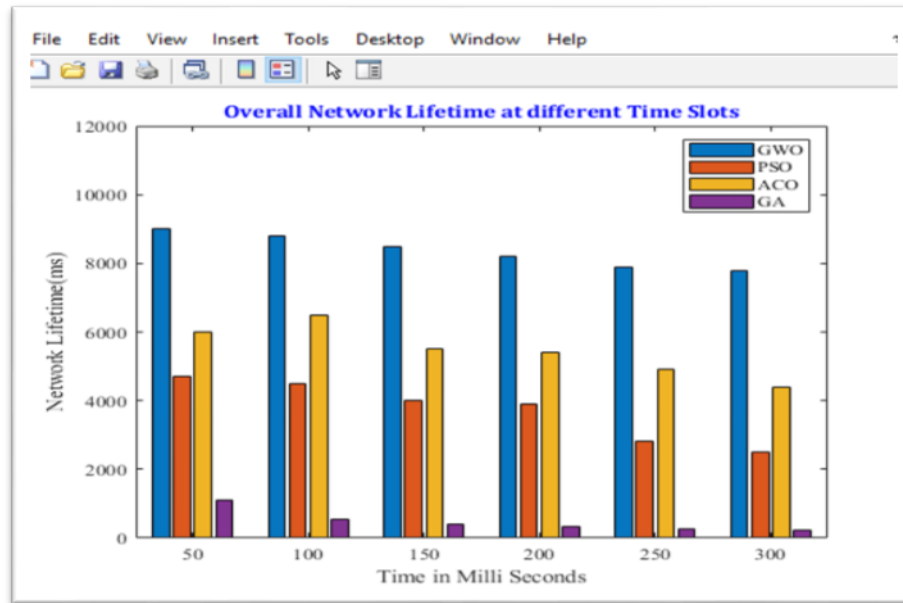 File Edit View Insert Tools Desktop Window Help
Overall Network Lifetime at different Time Slots
12000
10000
8000
6000
4000
2000
0
Network Lifetime(ms)
GWO
PSO
ACO
GA
50 100 150 200 250 300
Time in Milli Seconds